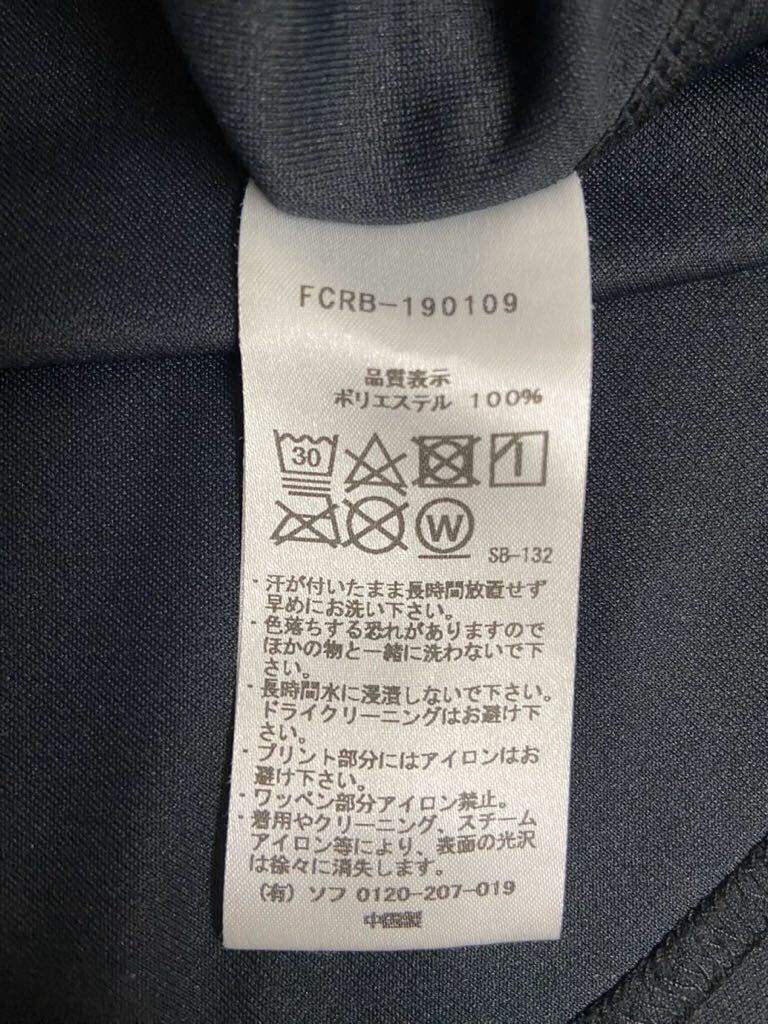 FCRB-190109
品質表示
ポリエステル 100%
30
W
SB-132
・汗が付いたまま長時間放置せず
早めにお洗い下さい。
・色落ちする恐れがありますので
ほかの物と一緒に洗わないで下
さい。
・長時間水に浸漬しないで下さい。
ドライクリーニングはお避け下
さい。
・プリント部分にはアイロンはお
避け下さい。
・ワッペン部分アイロン禁止。
・着用やクリーニング、スチーム
アイロン等により、表面の光沢
は徐々に消失します。
(有) ソフ 0120-207-019
中国製